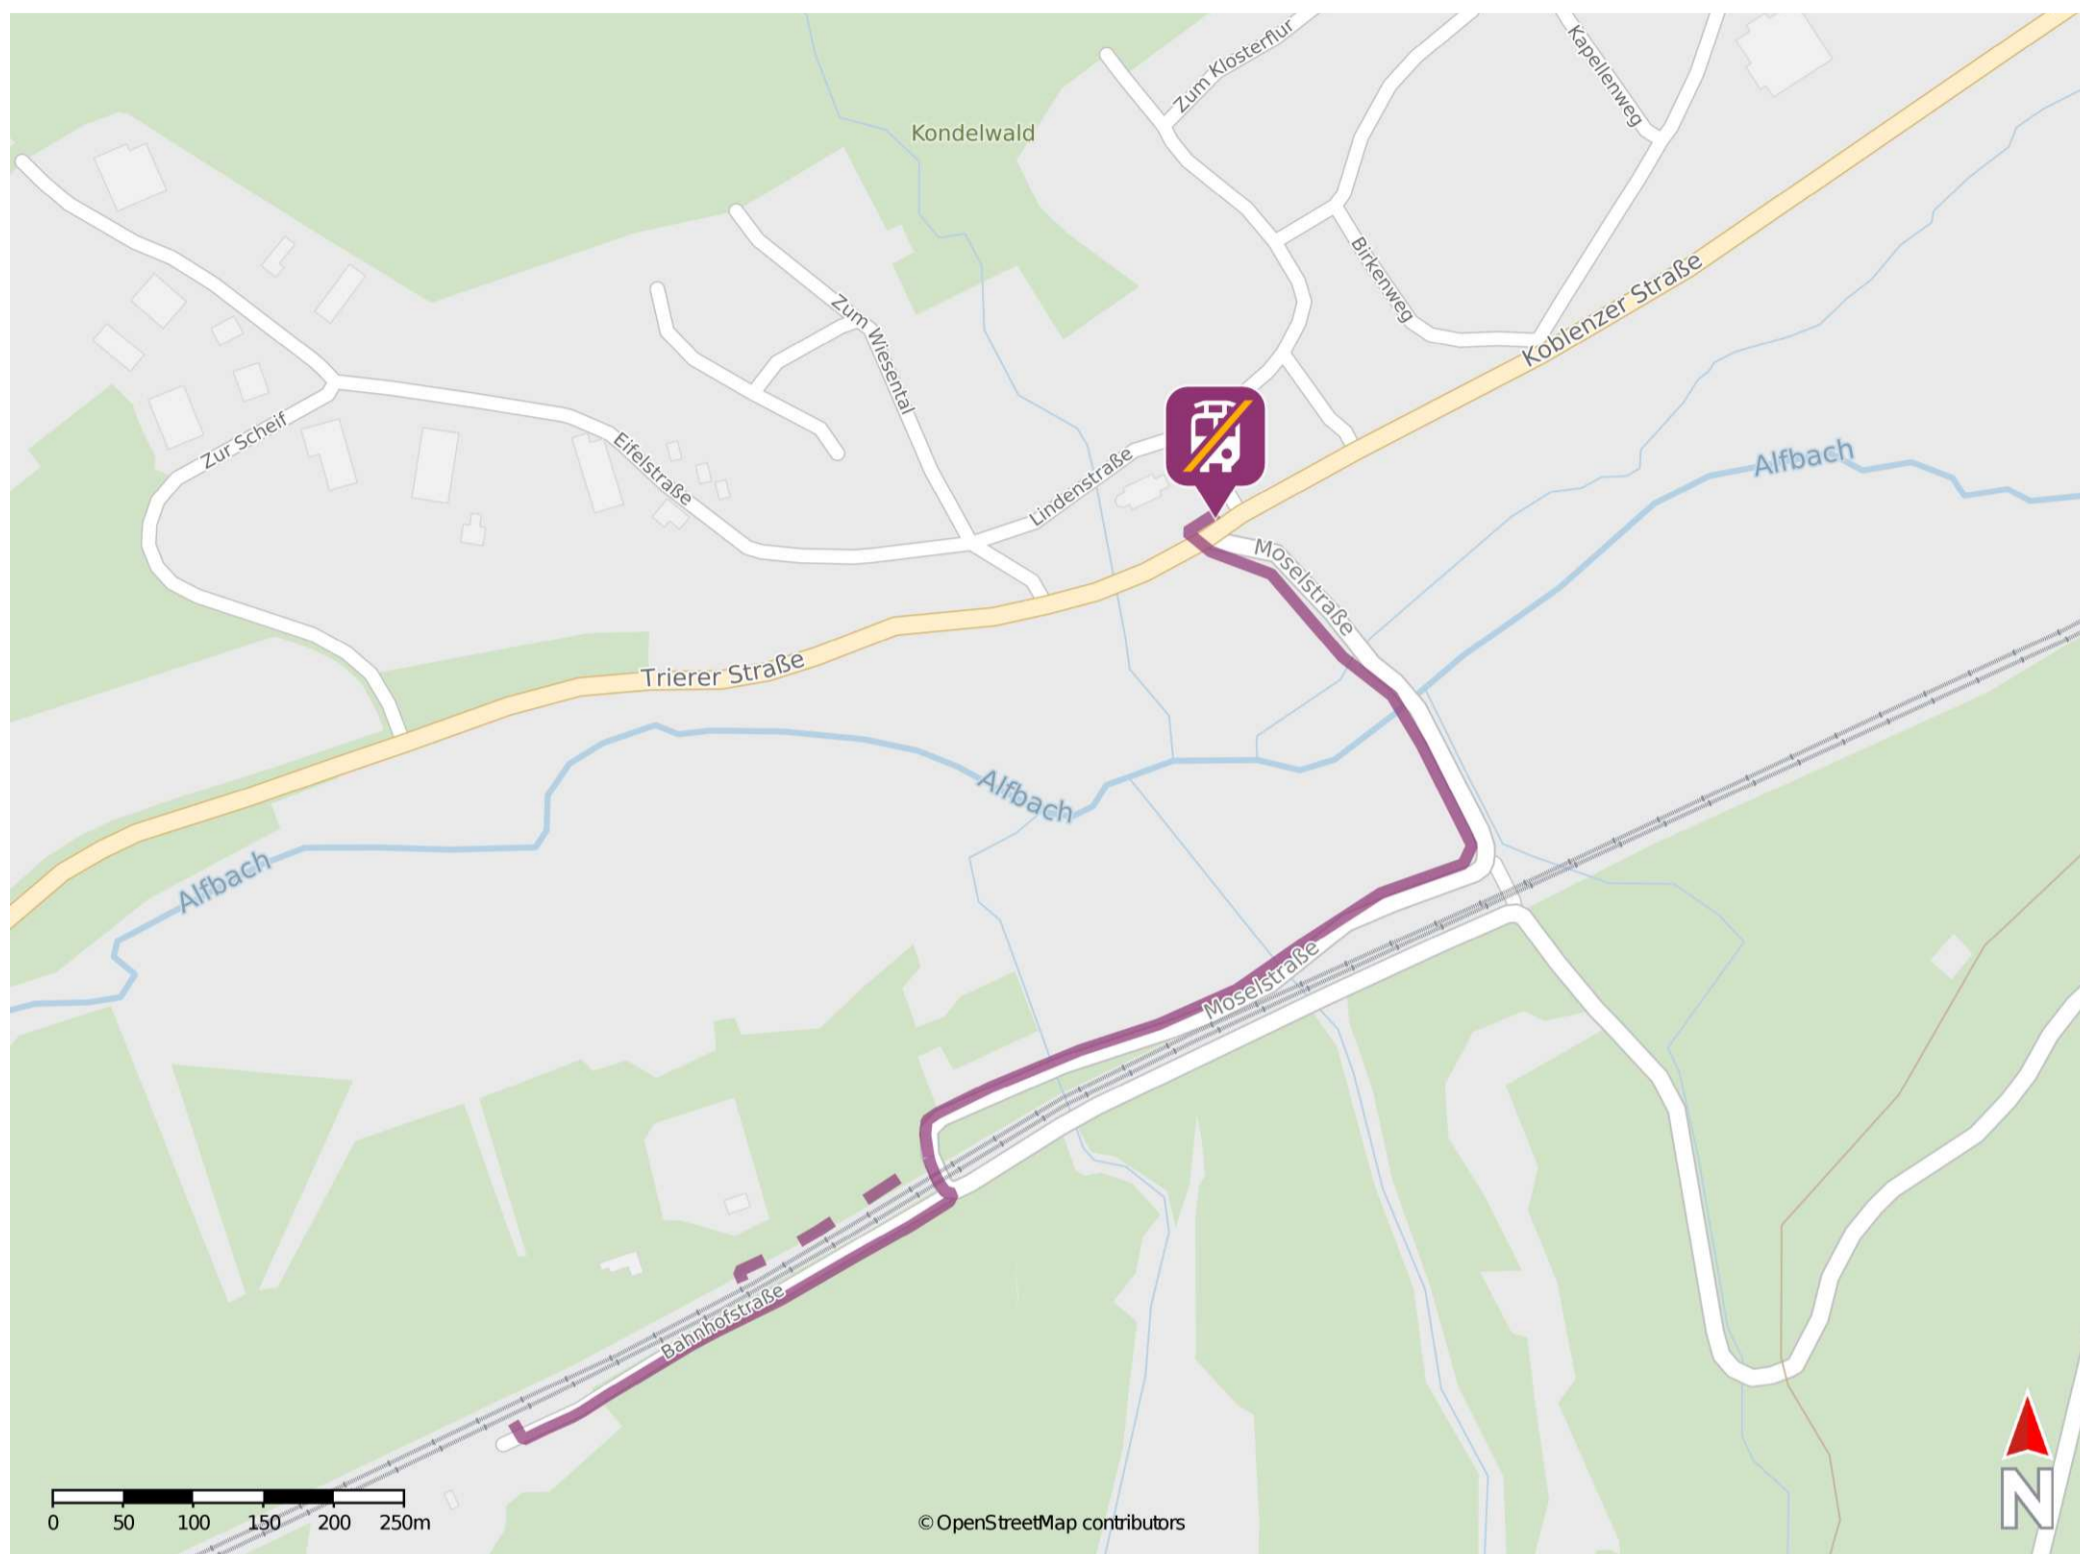 Zum Klosterflur
Kapellenweg
Kondelwald
Birkenweg
Koblenzer Straße
Zum Wiesental
Zur Scheif
Eifelstraße
Lindenstraße
Alfbach
Moselstraße
Trierer Straße
Alfbach
Alfbach
Moselstraße
Bahnhofstraße
0 50 100 150 200 250m
© OpenStreetMap contributors
N